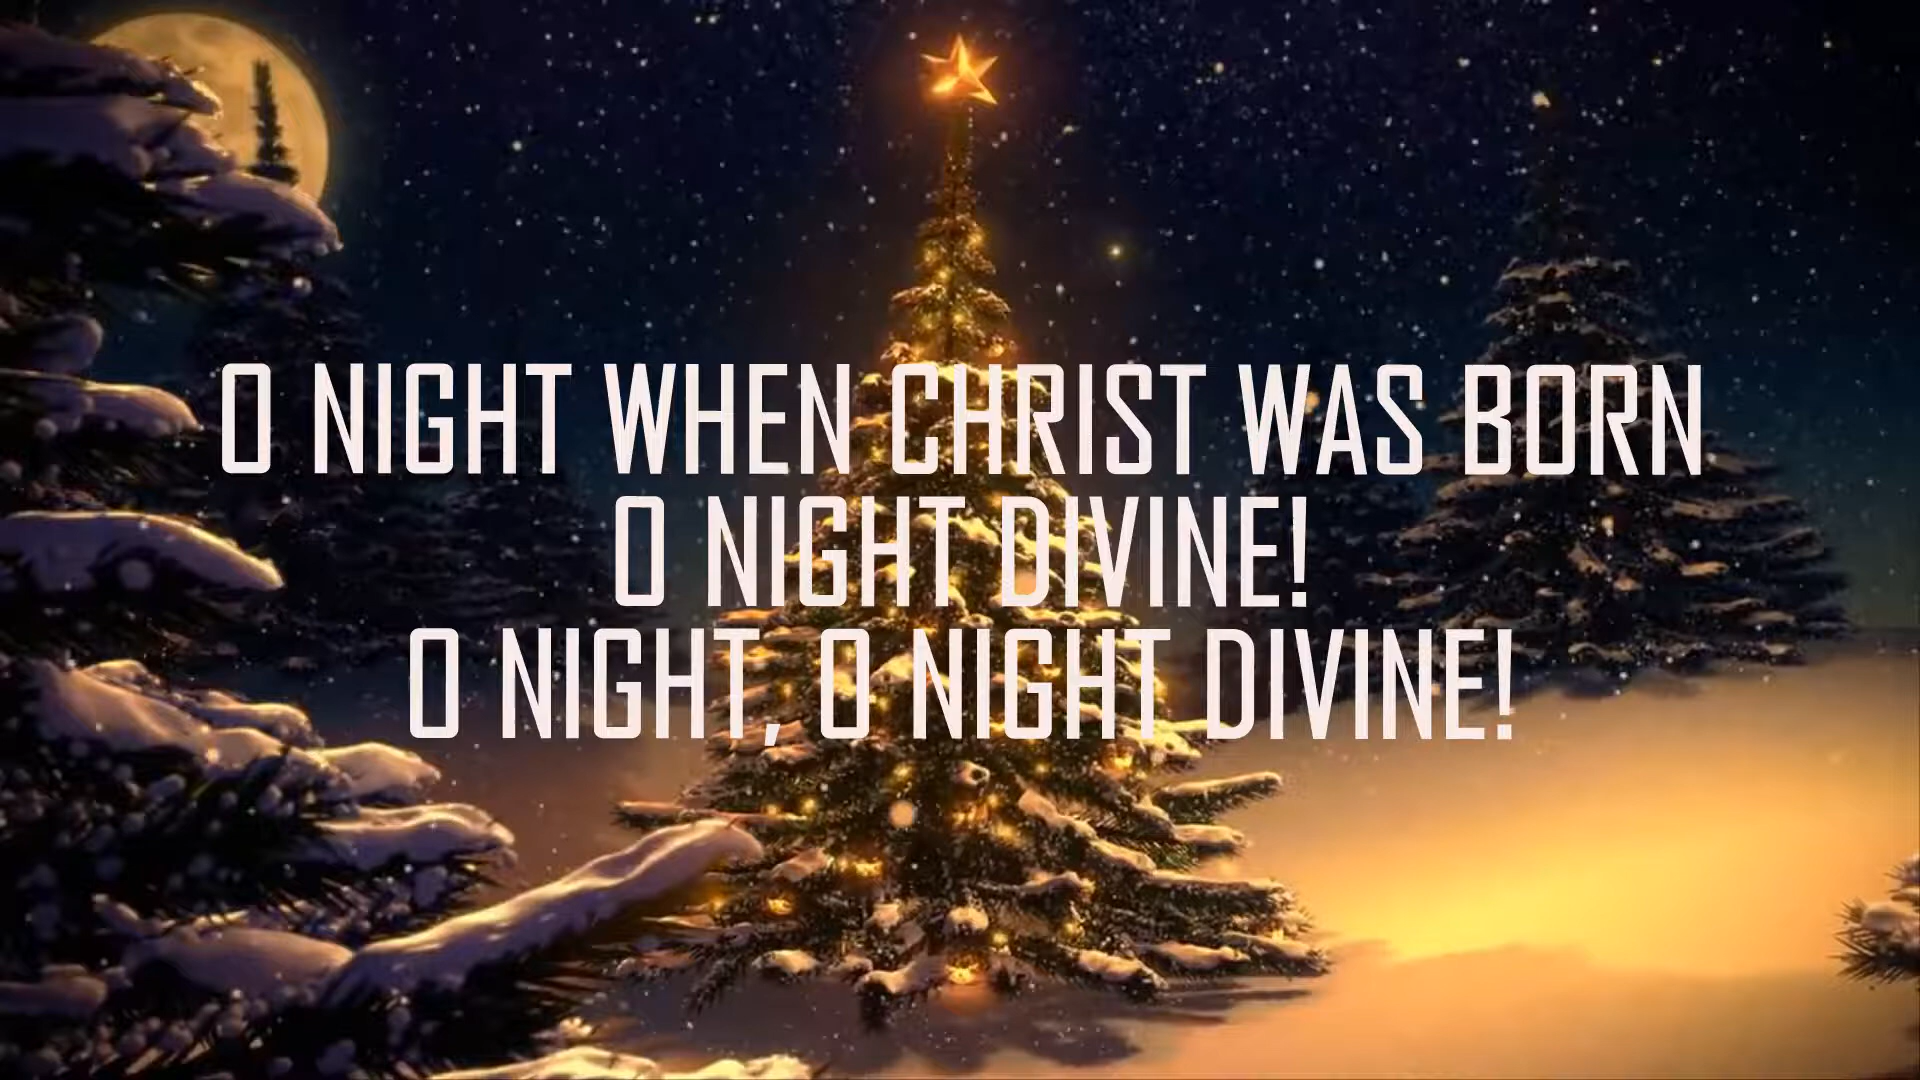 O NIGHT WHEN CHRIST WAS BORN
O NIGHT DIVINE!
O NIGHT, O NIGHT DIVINE!